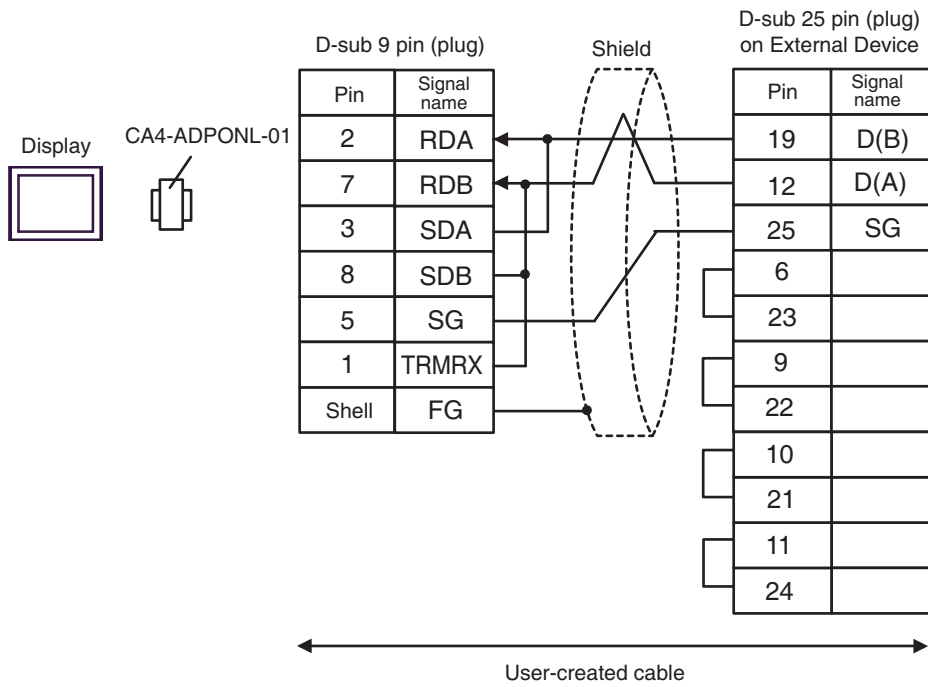 D-sub 25 pin (plug)
on External Device
D-sub 9 pin (plug)
Shield
Pin Signal name
Pin Signal name
Display
CA4-ADPONL-01
2 RDA
19 D(B)
7 RDB
12 D(A)
3 SDA
25 SG
8 SDB
6
5 SG
23
1 TRMRX
9
Shell FG
22
10
21
11
24
User-created cable